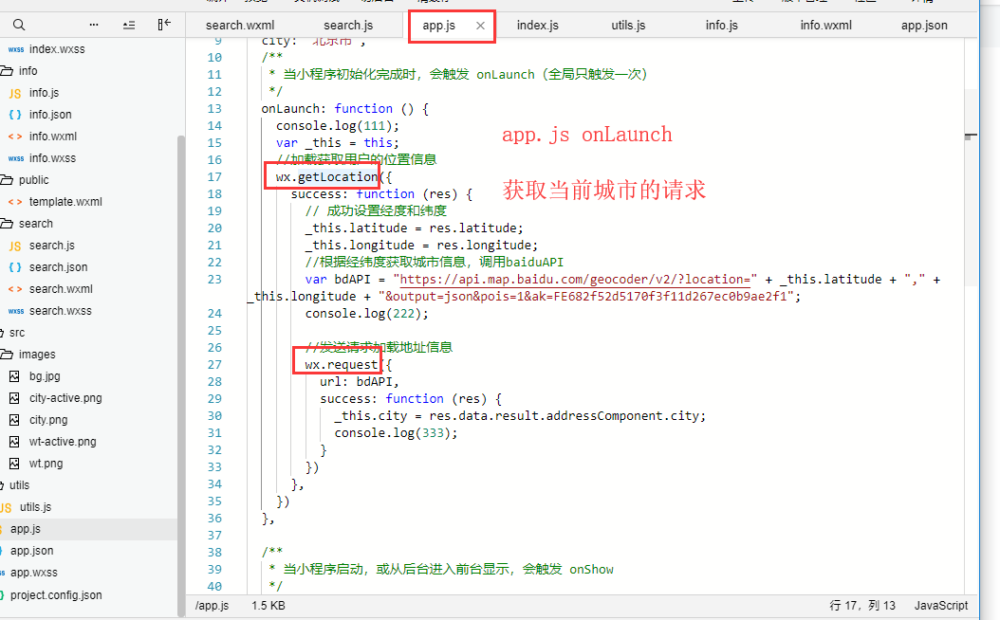 search.wxml search.js app.js × index.js utils.js info.js info.wxml app.json
index.wxss
info
info.js
info.json
info.wxml
info.wxss
public
template.wxml
search
search.js
search.json
search.wxml
search.wxss
src
images
bg.jpg
city-active.png
city.png
wt-active.png
wt.png
utils
utils.js
app.js
app.json
app.wxss
project.config.json
9 city: "北京市",
10 /**
11 * 当小程序初始化完成时，会触发 onLaunch（全局只触发一次）
12 */
13 onLaunch: function () {
14 console.log(111);
15 var _this = this;
16 //加载获取用户的位置信息
17 wx.getLocation({
18 success: function (res) {
19 // 成功设置经度和纬度
20 _this.latitude = res.latitude;
21 _this.longitude = res.longitude;
22 //根据经纬度获取城市信息，调用baiduAPI
23 var bdAPI = "https://api.map.baidu.com/geocoder/v2/?location=" + _this.latitude + "," +
_this.longitude + "&output=json&pois=1&ak=FE682f52d5170f3f11d267ec0b9ae2f1";
24 console.log(222);
25
26 //发送请求加载地址信息
27 wx.request({
28 url: bdAPI,
29 success: function (res) {
30 _this.city = res.data.result.addressComponent.city;
31 console.log(333);
32 }
33 })
34 },
35 })
36 },
37
38 /**
39 * 当小程序启动，或从后台进入前台显示，会触发 onShow
40 */
app.js onLaunch
获取当前城市的请求
/app.js 1.5 KB 行 17，列 13 JavaScript